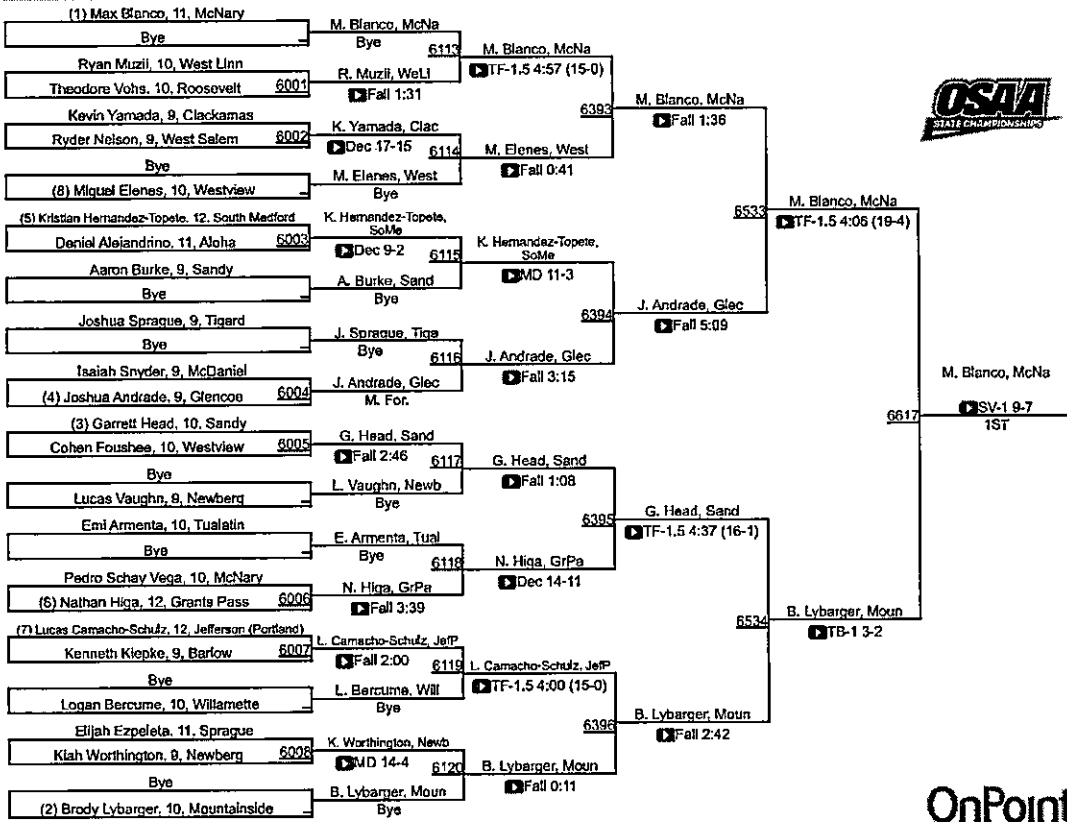 (1) Max Blanco, 11, McNary
Bye
Ryan Muzii, 10, West Linn
Theodore Vohs, 10, Roosevelt 6001
Kevin Yamada, 9, Clackamas
Ryder Nelson, 9, West Salem 6002
Bye
(8) Miquel Elenes, 10, Westview
(5) Kristian Hernandez-Topete, 12, South Medford
Deniel Alejandrino, 11, Aloha 6003
Aaron Burke, 9, Sandy
Bye
Joshua Sprague, 9, Tigard
Bye
Isaiah Snyder, 9, McDaniel
(4) Joshua Andrade, 9, Glencoe 6004
(3) Garrett Head, 10, Sandy
Cohen Foushee, 10, Westview 6005
Bye
Lucas Vaughn, 9, Newberg
Emi Armenta, 10, Tualatin
Bye
Pedro Schay Vega, 10, McNary
(6) Nathan Higa, 12, Grants Pass 6006
(7) Lucas Camacho-Schulz, 12, Jefferson (Portland)
Kenneth Kiepke, 9, Barlow 6007
Bye
Logan Bercume, 10, Willamette
Elijah Ezpeleta, 11, Sprague
Kiah Worthington, 9, Newberg 6008
Bye
(2) Brody Lybarger, 10, Mountainside
M. Blanco, McNa
Bye
6113
R. Muzii, WeLi
Fall 1:31
K. Yamada, Clac
Dec 17-15
6114
M. Elenes, West
Bye
K. Hernandez-Topete,
SoMe
Dec 9-2
6115
A. Burke, Sand
Bye
J. Sprague, Tiga
Bye
6116
J. Andrade, Glec
M. For.
G. Head, Sand
Fall 2:46
6117
L. Vaughn, Newb
Bye
E. Armenta, Tual
Bye
6118
N. Higa, GrPa
Fall 3:39
L. Camacho-Schulz, JefP
Fall 2:00
6119
L. Bercume, Will
Bye
K. Worthington, Newb
MD 14-4
6120
B. Lybarger, Moun
Bye
M. Blanco, McNa
TF-1.5 4:57 (15-0)
6393
M. Elenes, West
Fall 0:41
K. Hernandez-Topete,
SoMe
MD 11-3
6394
J. Andrade, Glec
Fall 3:15
G. Head, Sand
Fall 1:08
6395
N. Higa, GrPa
Dec 14-11
L. Camacho-Schulz, JefP
TF-1.5 4:00 (15-0)
6396
B. Lybarger, Moun
Fall 0:11
M. Blanco, McNa
Fall 1:36
6533
J. Andrade, Glec
Fall 5:09
G. Head, Sand
TF-1.5 4:37 (16-1)
6534
B. Lybarger, Moun
Fall 2:42
M. Blanco, McNa
TF-1.5 4:06 (19-4)
6617
B. Lybarger, Moun
TB-1 3-2
M. Blanco, McNa
SV-1 9-7
1ST
OSAA
STATE CHAMPIONSHIPS
OnPoint